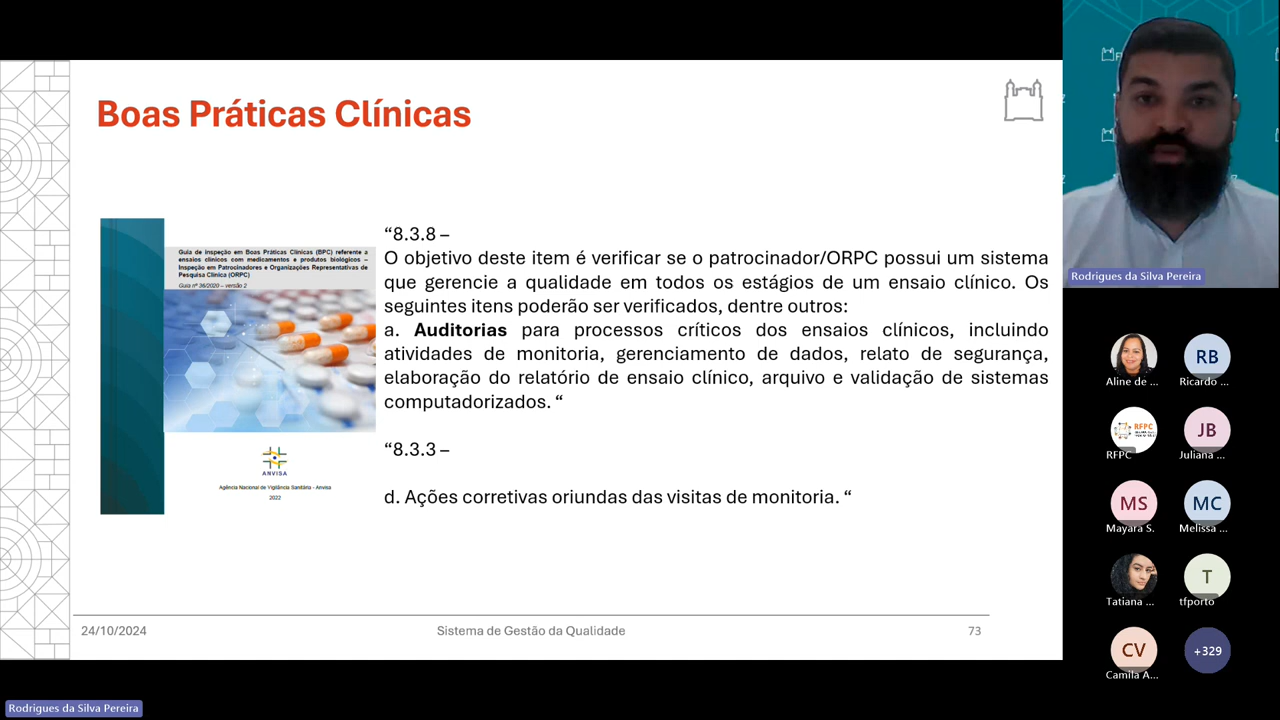 Boas Práticas Clínicas
Guia de inspeção em Boas Práticas Clínicas (BPC) referente a
ensaios clínicos com medicamentos e produtos biológicos –
Inspeção em Patrocinadores e Organizações Representativas de
Pesquisa Clínica (ORPC)
Guia nº 36/2020 – versão 2
ANVISA
Agência Nacional de Vigilância Sanitária - Anvisa
2022
“8.3.8 –
O objetivo deste item é verificar se o patrocinador/ORPC possui um sistema
que gerencie a qualidade em todos os estágios de um ensaio clínico. Os
seguintes itens poderão ser verificados, dentre outros:
a. Auditorias para processos críticos dos ensaios clínicos, incluindo
atividades de monitoria, gerenciamento de dados, relato de segurança,
elaboração do relatório de ensaio clínico, arquivo e validação de sistemas
computadorizados. “
“8.3.3 –
d. Ações corretivas oriundas das visitas de monitoria. “
24/10/2024
Sistema de Gestão da Qualidade
73
Rodrigues da Silva Pereira
Aline de ...
RB
Ricardo ...
RFPC
RFPC
JB
Juliana ...
MS
Mayara S.
MC
Melissa ...
Tatiana ...
T
tfporto
CV
Camila A...
+329
Rodrigues da Silva Pereira